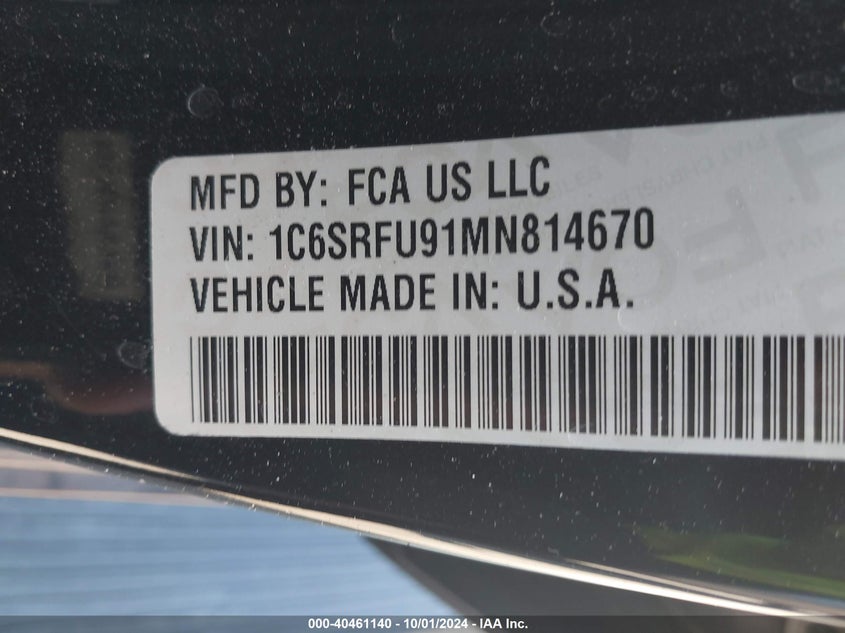 MFD BY: FCA US LLC
VIN: 1C6SRFU91MN814670
VEHICLE MADE IN: U.S.A.
000-40461140 - 10/01/2024 - IAA Inc.